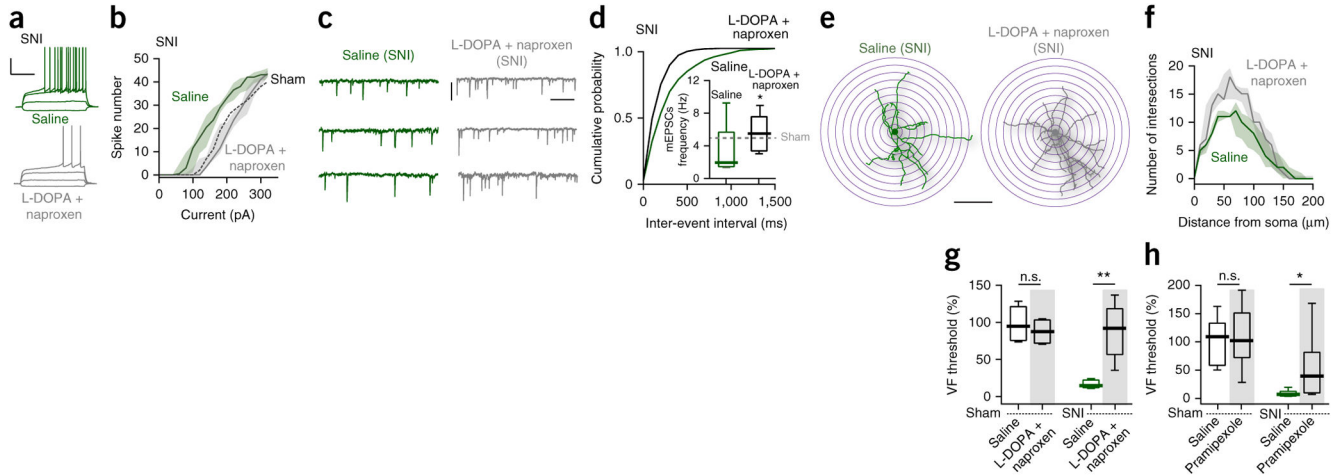 a
SNI
Saline
L-DOPA +
naproxen
b
SNI
Spike number
50
40
30
20
10
0
Saline
Sham
L-DOPA +
naproxen
0 100 200 300
Current (pA)
c
Saline (SNI)
L-DOPA + naproxen
(SNI)
d
SNI
L-DOPA +
naproxen
Cumulative probability
1.0
0.5
0
Saline
mEPSCs
frequency (Hz)
12
8
4
0
Saline
L-DOPA +
naproxen
*
Sham
0 500 1,000 1,500
Inter-event interval (ms)
e
Saline (SNI)
L-DOPA + naproxen
(SNI)
f
SNI
Number of intersections
20
15
10
5
0
L-DOPA +
naproxen
Saline
0 50 100 150 200
Distance from soma (μm)
g
VF threshold (%)
150
100
50
0
n.s.
**
Sham
SNI
Saline
L-DOPA +
naproxen
Saline
L-DOPA +
naproxen
h
VF threshold (%)
200
150
100
50
0
n.s.
*
SNI
Saline
Pramipexole
Saline
Pramipexole